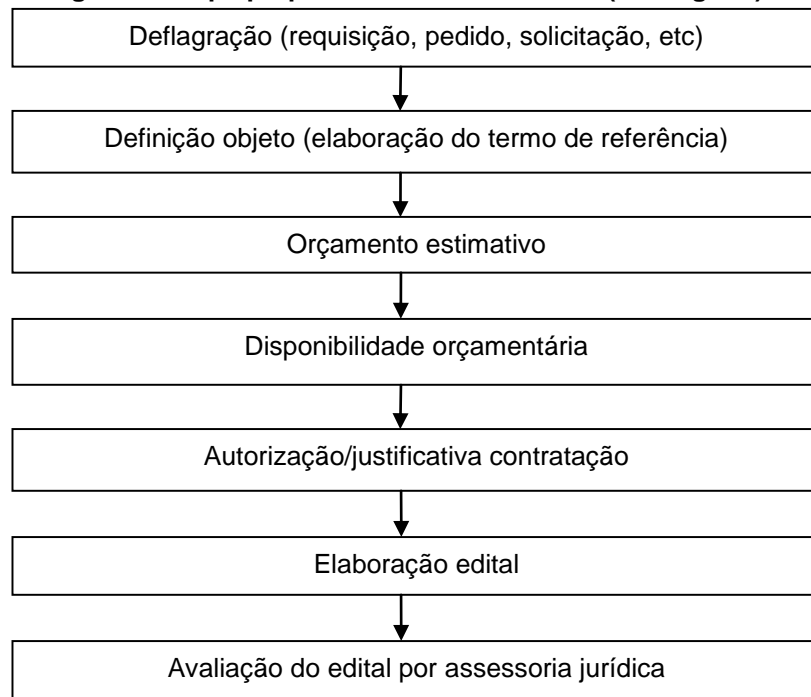 Deflagração (requisição, pedido, solicitação, etc)
Definição objeto (elaboração do termo de referência)
Orçamento estimativo
Disponibilidade orçamentária
Autorização/justificativa contratação
Elaboração edital
Avaliação do edital por assessoria jurídica